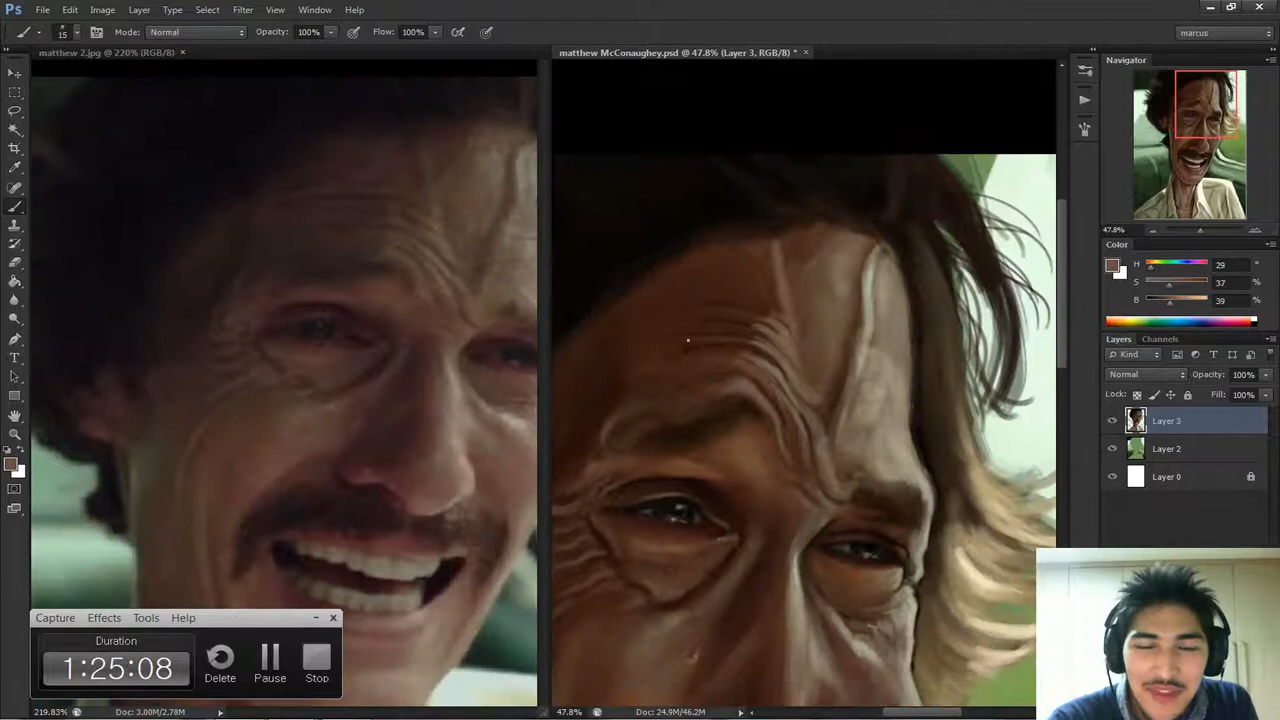 Ps File Edit Image Layer Type Select Filter View Window Help
15 Mode: Normal Opacity: 100% Flow: 100% marcus
matthew 2.jpg @ 220% (RGB/8) × matthew McConaughey.psd @ 47.8% (Layer 3, RGB/8) * ×
Navigator
47.8%
Color
H 29 °
S 37 %
B 39 %
Layers Channels
Kind
Normal Opacity: 100%
Lock: Fill: 100%
Layer 3
Layer 2
Layer 0
Capture Effects Tools Help
Duration
1:25:08
Delete Pause Stop
219.83% Doc: 3.00M/2.78M 47.8% Doc: 24.9M/46.2M